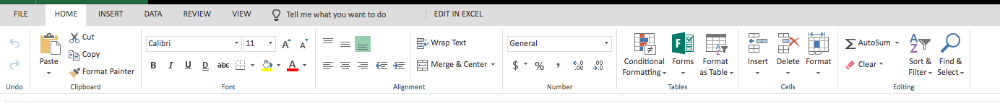 FILE HOME INSERT DATA REVIEW VIEW Tell me what you want to do EDIT IN EXCEL
Undo
Paste
Cut
Copy
Format Painter
Clipboard
Calibri 11 A A
B I U D abc A
Font
Wrap Text
Merge & Center
Alignment
General
$ % , .0 .00 .00 .0
Number
Conditional
Formatting
Forms
Format
as Table
Tables
Insert
Delete
Format
Cells
Σ AutoSum
Clear
A
Z
Sort &
Filter
Find &
Select
Editing